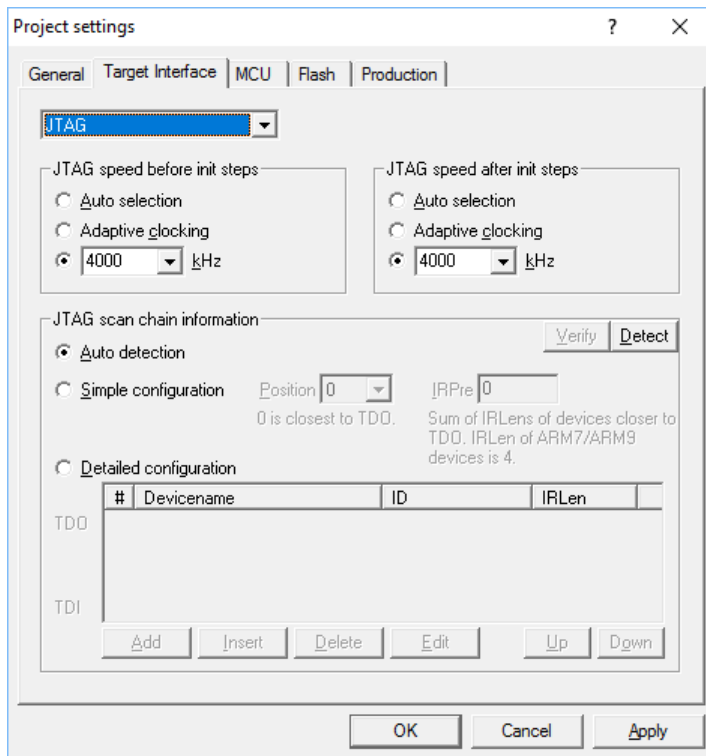 Project settings
General Target Interface MCU Flash Production
JTAG
JTAG speed before init steps
Auto selection
Adaptive clocking
4000 kHz
JTAG speed after init steps
Auto selection
Adaptive clocking
4000 kHz
JTAG scan chain information
Verify Detect
Auto detection
Simple configuration Position 0 IRPre 0
0 is closest to TDO.
Sum of IRLens of devices closer to
TDO. IRLen of ARM7/ARM9
devices is 4.
Detailed configuration
# Devicename ID IRLen
TDO
TDI
Add Insert Delete Edit Up Down
OK Cancel Apply